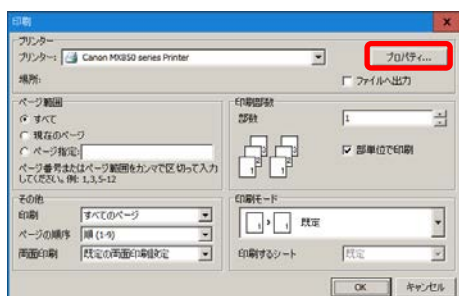 印刷
プリンター
プリンター: Canon MX850 series Printer プロパティ...
場所: ファイルへ出力
ページ範囲
すべて
現在のページ
ページ指定:
ページ番号またはページ範囲をカンマで区切って入力
してください。例: 1,3,5-12
印刷部数
部数 1
部単位で印刷
その他
印刷 すべてのページ
ページの順序 順 (1-9)
両面印刷 既定の両面印刷設定
印刷モード
既定
印刷するシート 既定
OK キャンセル